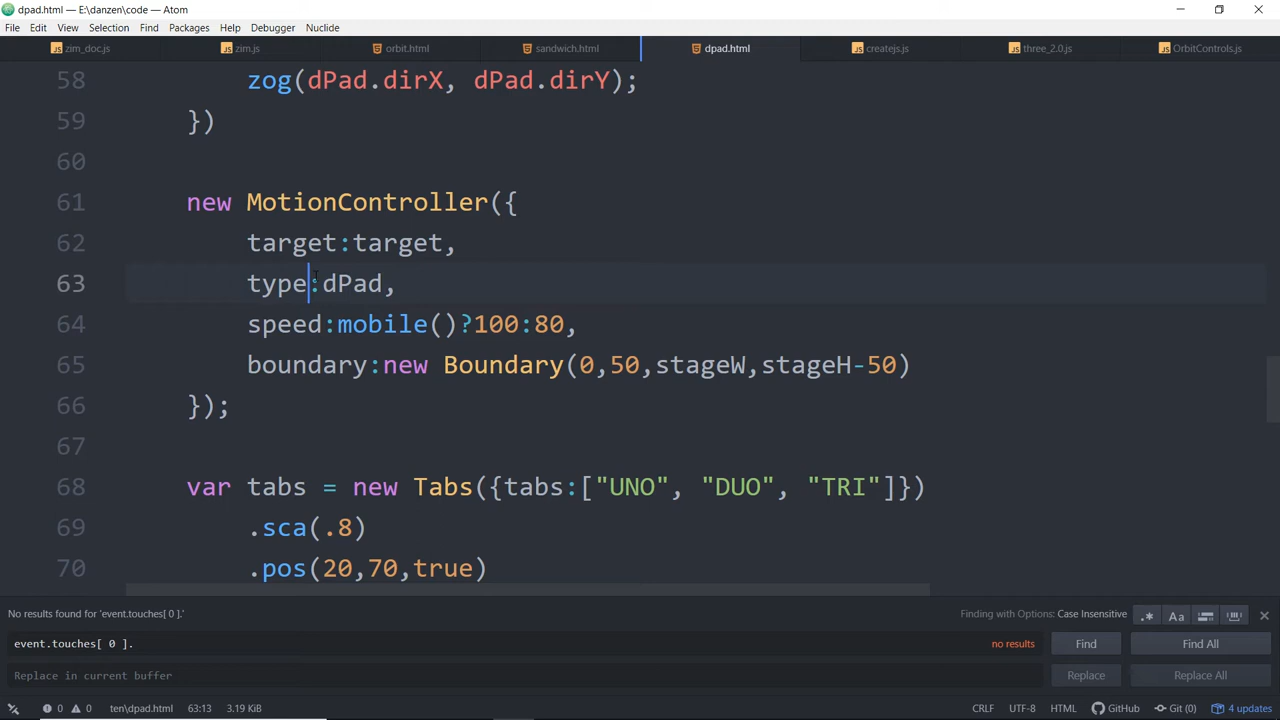 dpad.html — E:\danzen\code — Atom
File Edit View Selection Find Packages Help Debugger Nuclide
zim_doc.js zim.js orbit.html sandwich.html dpad.html createjs.js three_2.0.js OrbitControls.js
58 zog(dPad.dirX, dPad.dirY);
59 })
60
61 new MotionController({
62 target:target,
63 type:dPad,
64 speed:mobile()?100:80,
65 boundary:new Boundary(0,50,stageW,stageH-50)
66 });
67
68 var tabs = new Tabs({tabs:["UNO", "DUO", "TRI"]})
69 .sca(.8)
70 .pos(20,70,true)
No results found for 'event.touches[ 0 ].' Finding with Options: Case Insensitive .* Aa
event.touches[ 0 ]. no results Find Find All
Replace in current buffer Replace Replace All
0 0 ten\dpad.html 63:13 3.19 KiB CRLF UTF-8 HTML GitHub Git (0) 4 updates